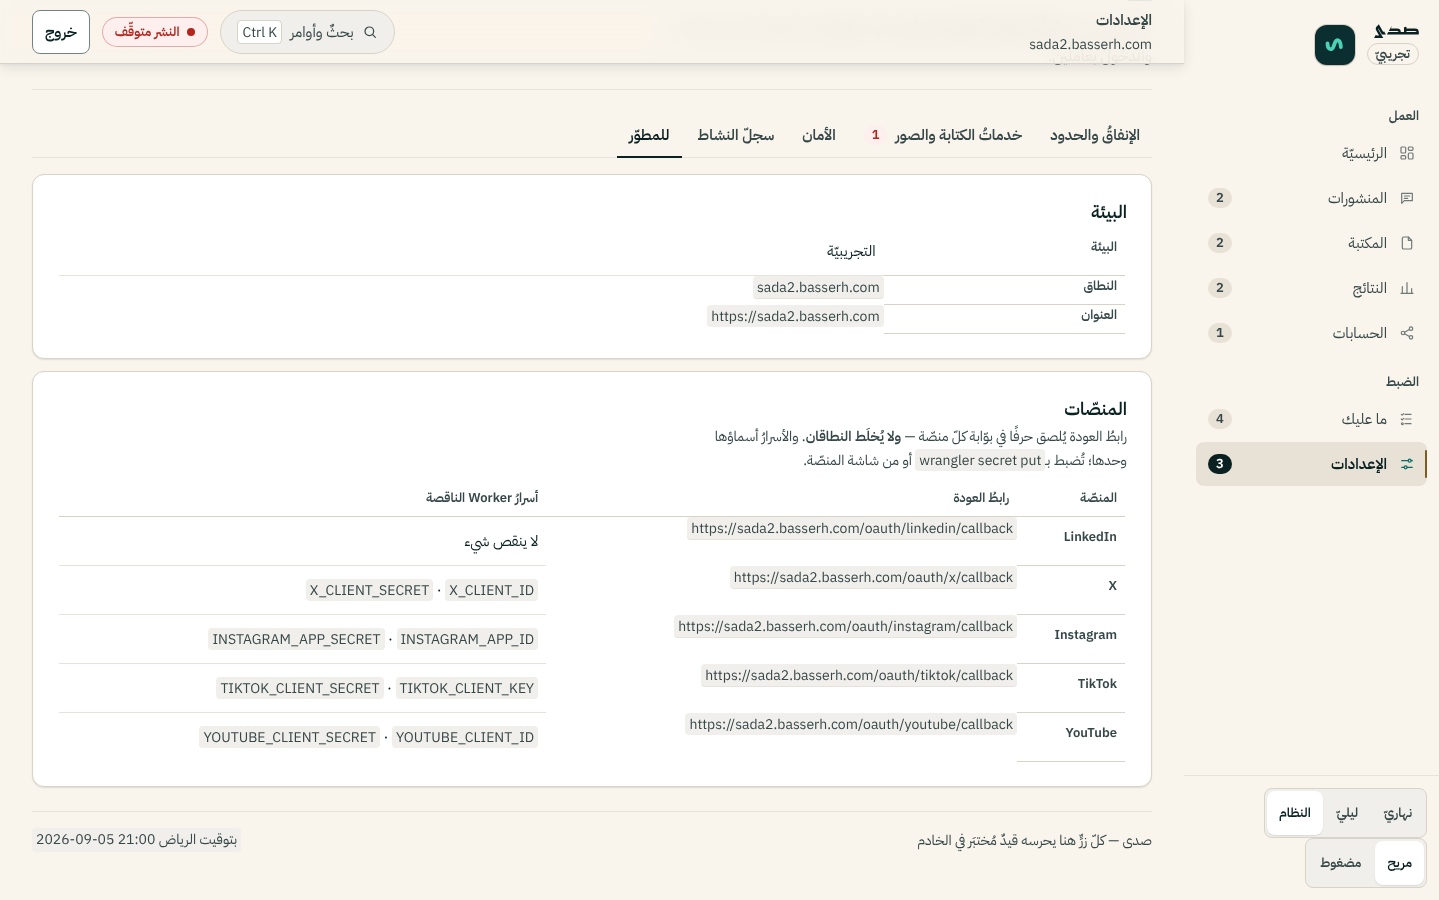 صدى
تجريبيّ
العمل
الرئيسيّة
المنشورات 2
المكتبة 2
النتائج 2
الحسابات 1
الضبط
ما عليك 4
الإعدادات 3
نهاريّ ليليّ النظام
مريح مضغوط
الإعدادات
sada2.basserh.com
بحثٌ وأوامر Ctrl K
النشر متوقّف
خروج
الإنفاقُ والحدود خدماتُ الكتابة والصور 1 الأمان سجلّ النشاط للمطوّر
البيئة
البيئة التجريبيّة
النطاق sada2.basserh.com
العنوان https://sada2.basserh.com
المنصّات
رابطُ العودة يُلصق حرفًا في بوّابة كلّ منصّة — ولا يُخلَط النطاقان. والأسرارُ أسماؤها
وحدها؛ تُضبط بـ wrangler secret put أو من شاشة المنصّة.
المنصّة رابطُ العودة أسرارُ Worker الناقصة
LinkedIn https://sada2.basserh.com/oauth/linkedin/callback لا ينقص شيء
X https://sada2.basserh.com/oauth/x/callback X_CLIENT_ID · X_CLIENT_SECRET
Instagram https://sada2.basserh.com/oauth/instagram/callback INSTAGRAM_APP_ID · INSTAGRAM_APP_SECRET
TikTok https://sada2.basserh.com/oauth/tiktok/callback TIKTOK_CLIENT_KEY · TIKTOK_CLIENT_SECRET
YouTube https://sada2.basserh.com/oauth/youtube/callback YOUTUBE_CLIENT_ID · YOUTUBE_CLIENT_SECRET
صدى — كلّ زرٍّ هنا يحرسه قيدٌ مُختبَر في الخادم
2026-09-05 21:00 بتوقيت الرياض